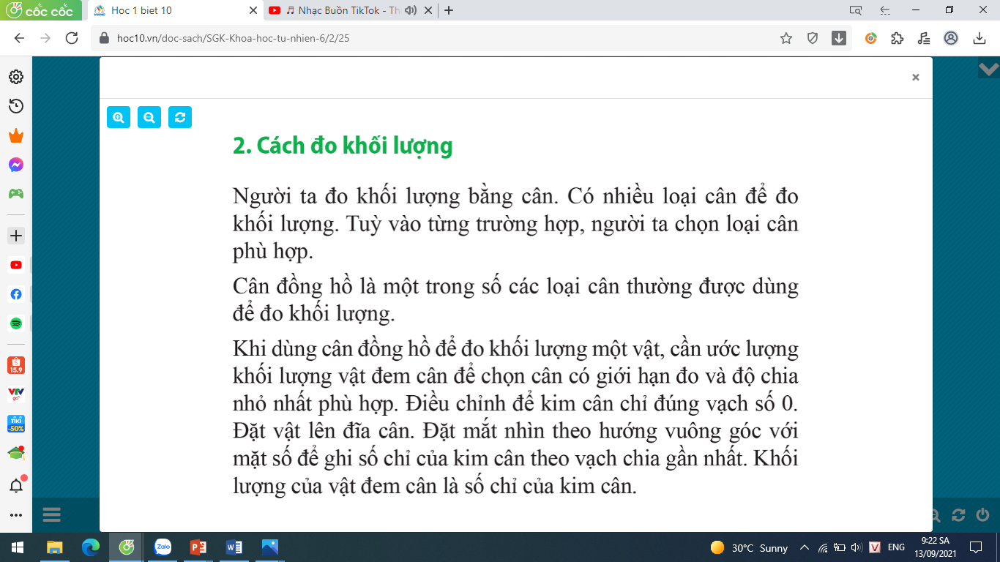 cốc cốc
Hoc 1 biet 10
Nhạc Buồn TikTok - Th
hoc10.vn/doc-sach/SGK-Khoa-hoc-tu-nhien-6/2/25
2. Cách đo khối lượng
Người ta đo khối lượng bằng cân. Có nhiều loại cân để đo
khối lượng. Tuỳ vào từng trường hợp, người ta chọn loại cân
phù hợp.
Cân đồng hồ là một trong số các loại cân thường được dùng
để đo khối lượng.
Khi dùng cân đồng hồ để đo khối lượng một vật, cần ước lượng
khối lượng vật đem cân để chọn cân có giới hạn đo và độ chia
nhỏ nhất phù hợp. Điều chỉnh để kim cân chỉ đúng vạch số 0.
Đặt vật lên đĩa cân. Đặt mắt nhìn theo hướng vuông góc với
mặt số để ghi số chỉ của kim cân theo vạch chia gần nhất. Khối
lượng của vật đem cân là số chỉ của kim cân.
15.9
VTV
go
TIKI
-50%
Zalo
30°C Sunny
V
ENG
9:22 SA
13/09/2021